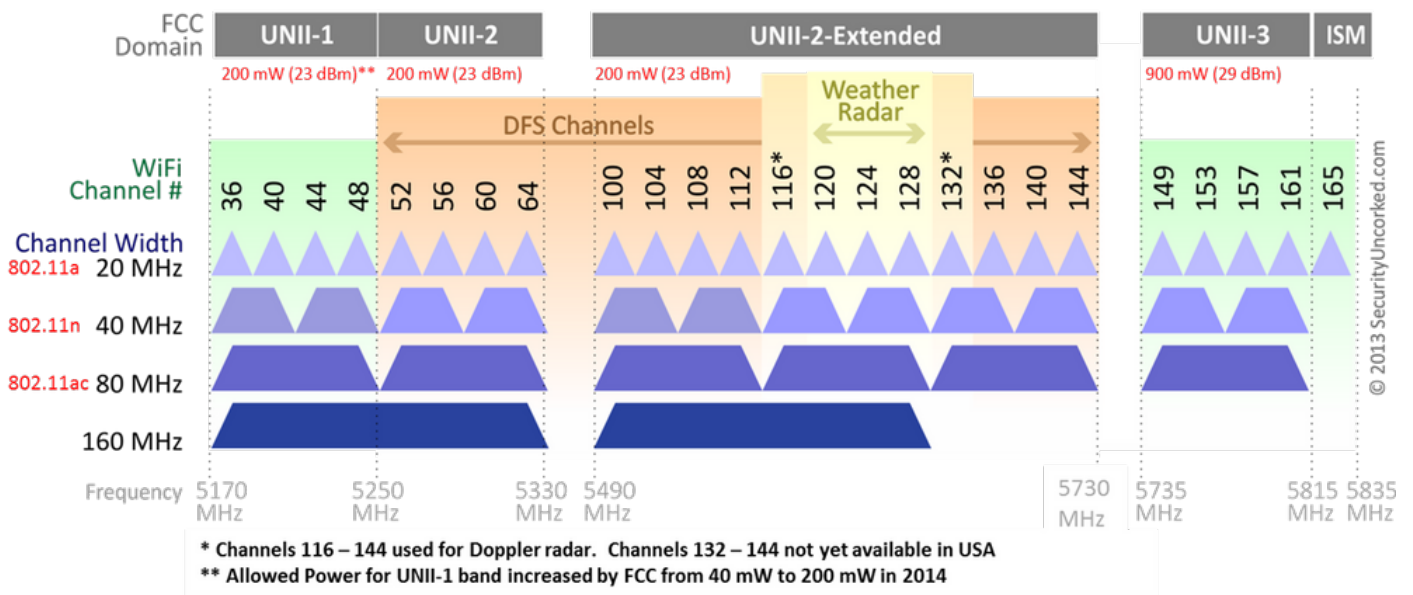 FCC
Domain
UNII-1 UNII-2 UNII-2-Extended UNII-3 ISM
200 mW (23 dBm)** 200 mW (23 dBm) 200 mW (23 dBm) 900 mW (29 dBm)
Weather
Radar
DFS Channels
WiFi
Channel #
36 40 44 48 52 56 60 64 100 104 108 112 116* 120 124 128 132* 136 140 144 149 153 157 161 165
Channel Width
802.11a 20 MHz
802.11n 40 MHz
802.11ac 80 MHz
160 MHz
Frequency 5170 MHz 5250 MHz 5330 MHz 5490 MHz 5730 MHz 5735 MHz 5815 MHz 5835 MHz
* Channels 116 – 144 used for Doppler radar. Channels 132 – 144 not yet available in USA
** Allowed Power for UNII-1 band increased by FCC from 40 mW to 200 mW in 2014
© 2013 SecurityUncorked.com